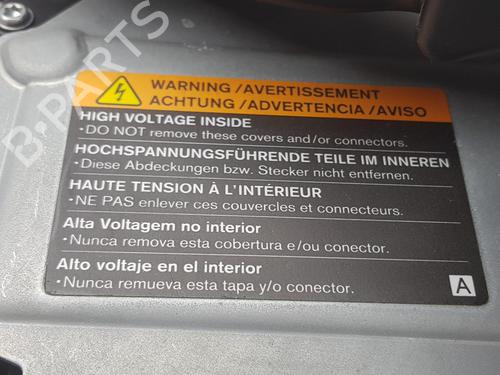 B-PARTS
WARNING/AVERTISSEMENT
ACHTUNG/ADVERTENCIA/AVISO
HIGH VOLTAGE INSIDE
•DO NOT remove these covers and/or connectors.
HOCHSPANNUNGSFÜHRENDE TEILE IM INNEREN
•Diese Abdeckungen bzw. Stecker nicht entfernen.
HAUTE TENSION À L'INTÉRIEUR
•NE PAS enlever ces couvercles et connecteurs.
Alta Voltagem no interior
•Nunca remova esta cobertura e/ou conector.
Alto voltaje en el interior
•Nunca remueva esta tapa y/o conector.
A